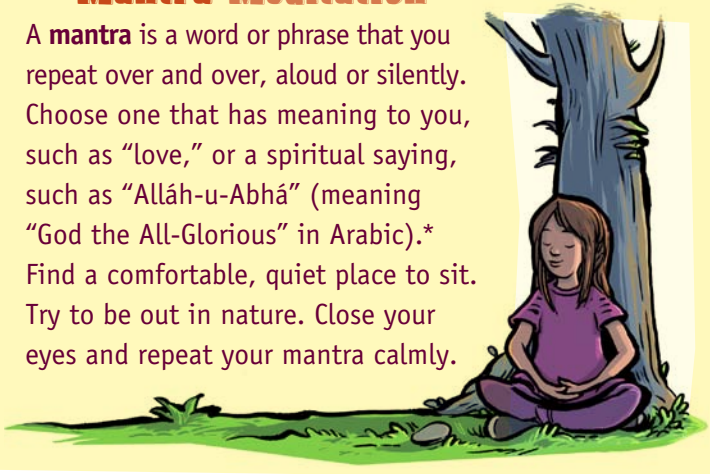 Mantra Meditation
A mantra is a word or phrase that you
repeat over and over, aloud or silently.
Choose one that has meaning to you,
such as “love,” or a spiritual saying,
such as “Alláh-u-Abhá” (meaning
“God the All-Glorious” in Arabic).*
Find a comfortable, quiet place to sit.
Try to be out in nature. Close your
eyes and repeat your mantra calmly.